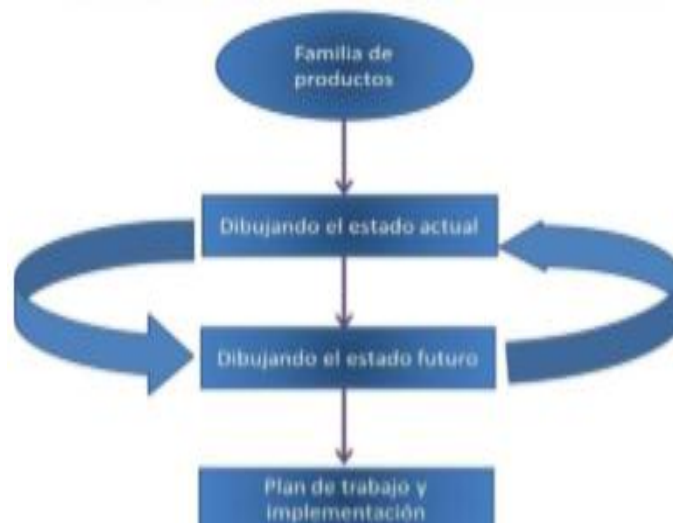 Familia de
productos
Dibujando el estado actual
Dibujando el estado futuro
Plan de trabajo y
implementación